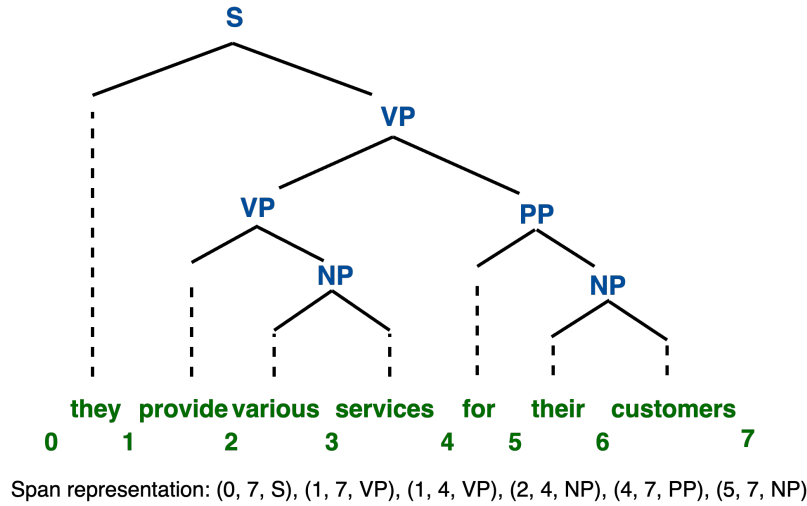 S
VP
VP
PP
NP
NP
they provide various services for their customers
0 1 2 3 4 5 6 7
Span representation: (0, 7, S), (1, 7, VP), (1, 4, VP), (2, 4, NP), (4, 7, PP), (5, 7, NP)